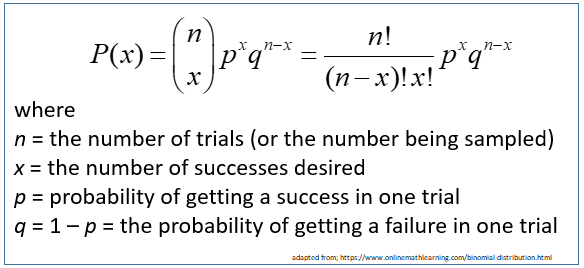 P(x) = (n x) p^x q^{n−x} = n! / (n−x)! x! p^x q^{n−x}
where
n = the number of trials (or the number being sampled)
x = the number of successes desired
p = probability of getting a success in one trial
q = 1 – p = the probability of getting a failure in one trial
adapted from; https://www.onlinemathlearning.com/binomial-distribution.html